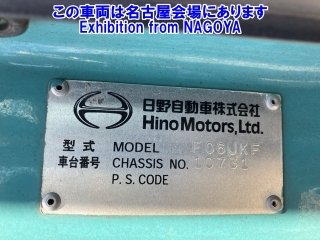 この車両は名古屋会場にあります
Exhibition from NAGOYA
日野自動車株式会社
HinoMotors,Ltd.
型式 MODEL
車台番号 CHASSIS NO. 10731
P.S.CODE